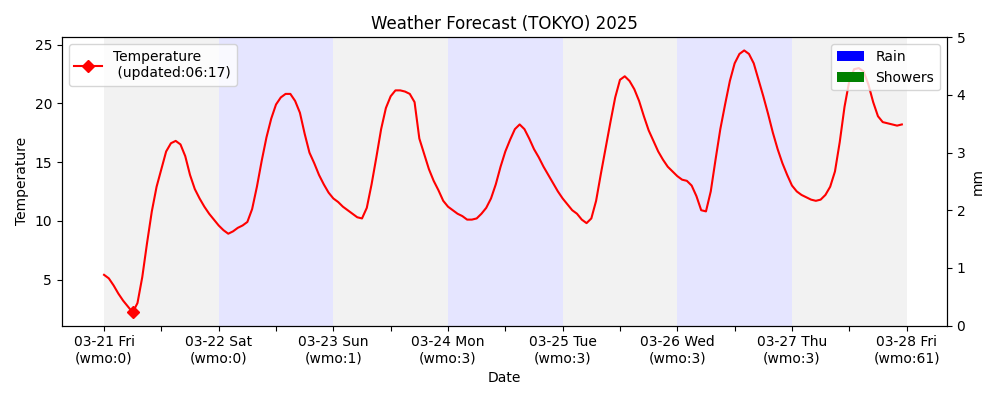 Weather Forecast (TOKYO) 2025
Temperature
(updated:06:17)
Rain
Showers
25
20
15
10
5
Temperature
5
4
3
2
1
0
mm
03-21 Fri
(wmo:0)
03-22 Sat
(wmo:0)
03-23 Sun
(wmo:1)
03-24 Mon
(wmo:3)
03-25 Tue
(wmo:3)
03-26 Wed
(wmo:3)
03-27 Thu
(wmo:3)
03-28 Fri
(wmo:61)
Date